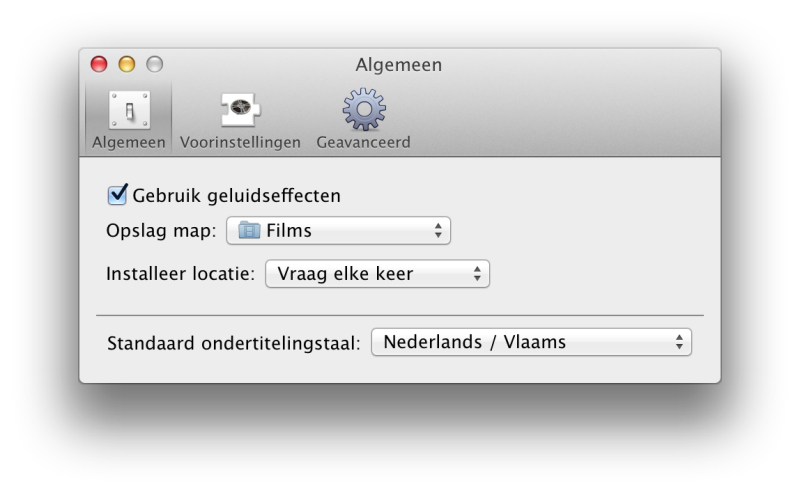 Algemeen
Algemeen Voorinstellingen Geavanceerd
Gebruik geluidseffecten
Opslag map: Films
Installeer locatie: Vraag elke keer
Standaard ondertitelingstaal: Nederlands / Vlaams